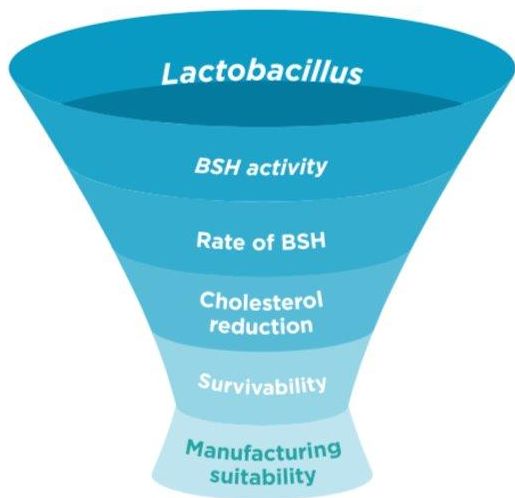 Lactobacillus
BSH activity
Rate of BSH
Cholesterol
reduction
Survivability
Manufacturing
suitability